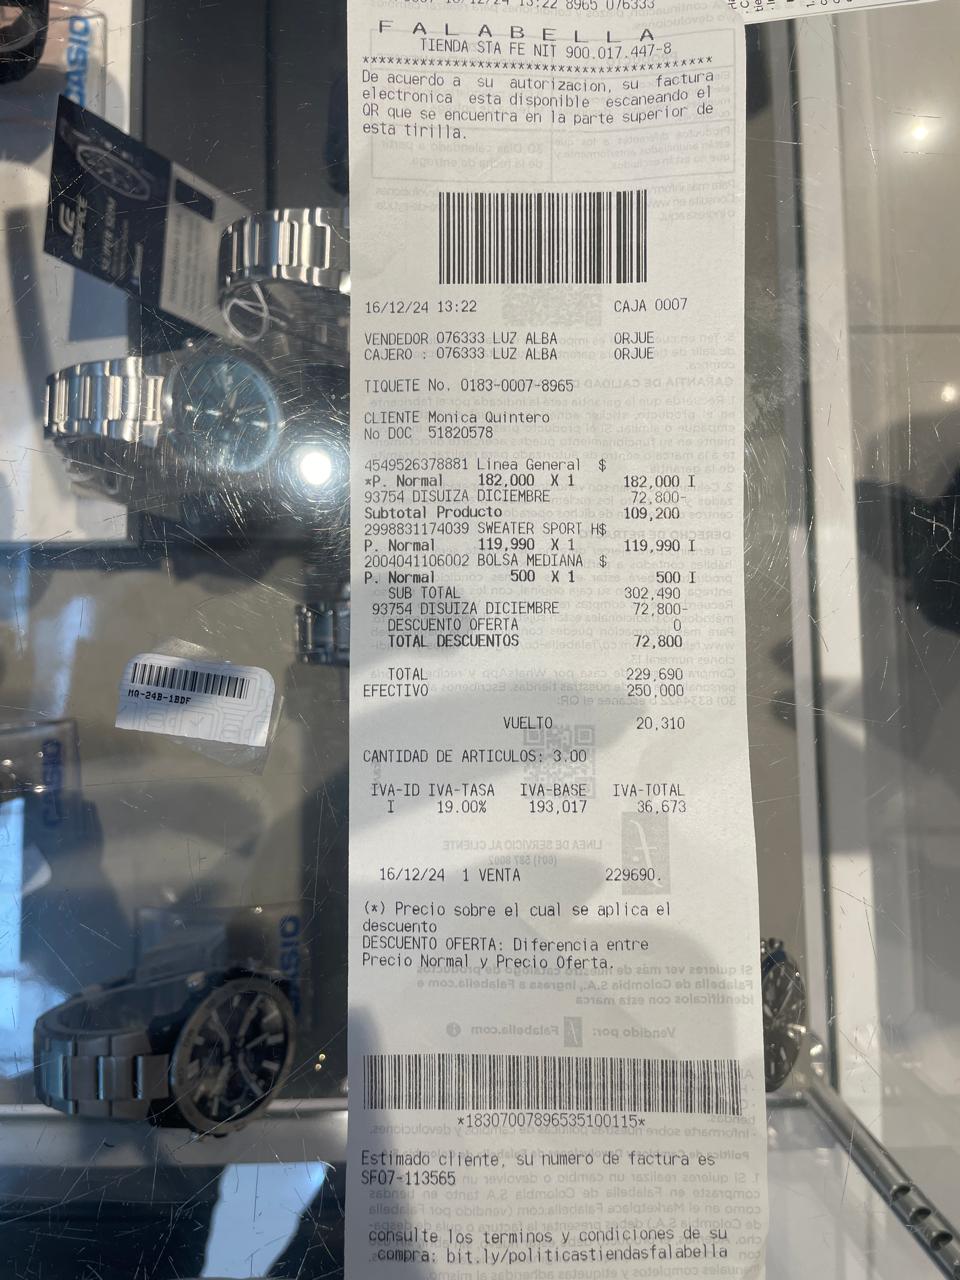 13:22 8965 076333
FALABELLA
TIENDA STA FE NIT 900.017.447-8
********************************************
De acuerdo a su autorizacion, su factura
electronica esta disponible escaneando el
QR que se encuentra en la parte superior de
esta tirilla.
16/12/24 13:22 CAJA 0007
VENDEDOR 076333 LUZ ALBA ORJUE
CAJERO : 076333 LUZ ALBA ORJUE
TIQUETE No. 0183-0007-8965
CLIENTE Monica Quintero
No DOC 51820578
4549526378881 Linea General $
*P. Normal 182,000 X 1 182,000 I
93754 DISUIZA DICIEMBRE 72,800-
Subtotal Producto 109,200
2998831174039 SWEATER SPORT H$
P. Normal 119,990 X 1 119,990 I
2004041106002 BOLSA MEDIANA $
P. Normal 500 X 1 500 I
SUB TOTAL 302,490
93754 DISUIZA DICIEMBRE 72,800-
DESCUENTO OFERTA 0
TOTAL DESCUENTOS 72,800
TOTAL 229,690
EFECTIVO 250,000
VUELTO 20,310
CANTIDAD DE ARTICULOS: 3.00
IVA-ID IVA-TASA IVA-BASE IVA-TOTAL
I 19.00% 193,017 36,673
16/12/24 1 VENTA 229690.
(*) Precio sobre el cual se aplica el
descuento
DESCUENTO OFERTA: Diferencia entre
Precio Normal y Precio Oferta.
*18307007896535100115*
Estimado cliente, su numero de factura es
SF07-113565
consulte los terminos y condiciones de su
compra: bit.ly/politicastiendasfalabella
CASIO
EDIFICE
MQ-24B-1BDF
CASIO
CASIO